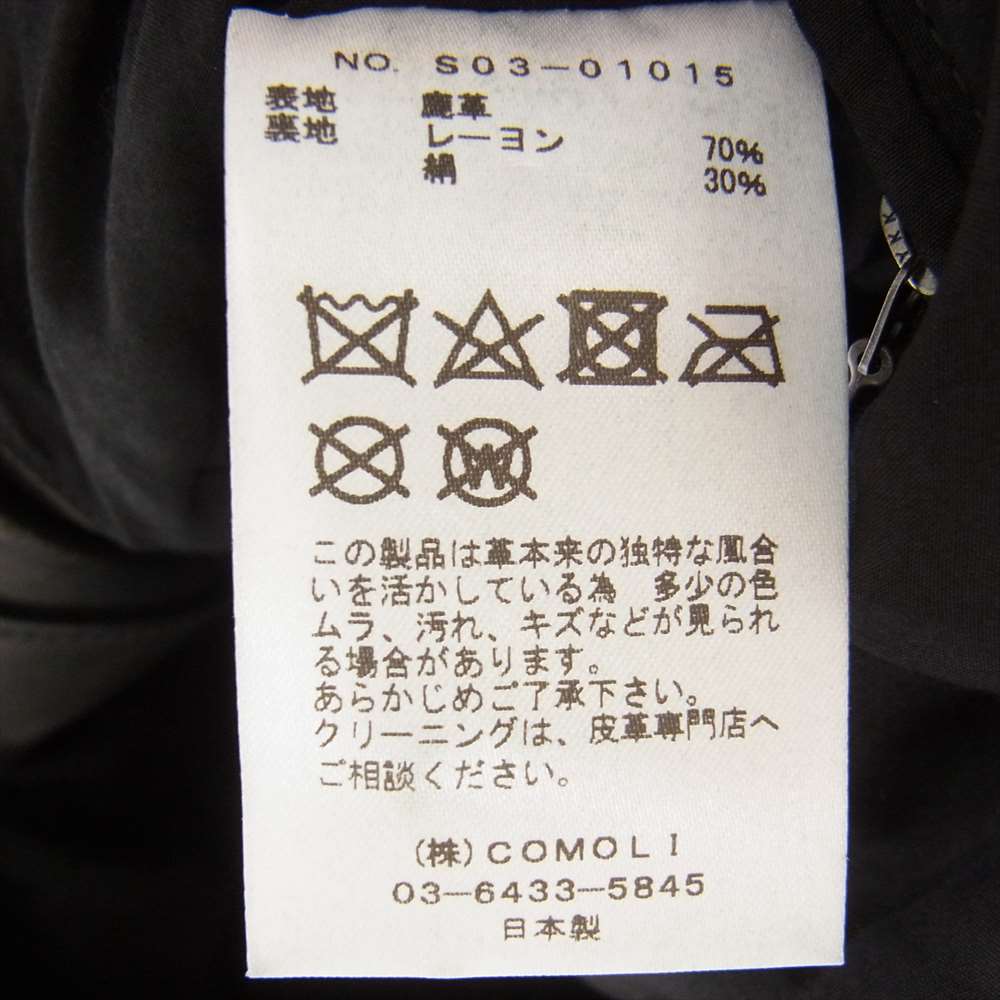 NO. S03-01015
表地 鹿革
裏地 レーヨン 70%
絹 30%
W
この製品は革本来の独特な風合
いを活かしている為 多少の色
ムラ、汚れ、キズなどが見られ
る場合があります。
あらかじめご了承下さい。
クリーニングは、皮革専門店へ
ご相談ください。
(株)COMOLI
03-6433-5845
日本製
YKK